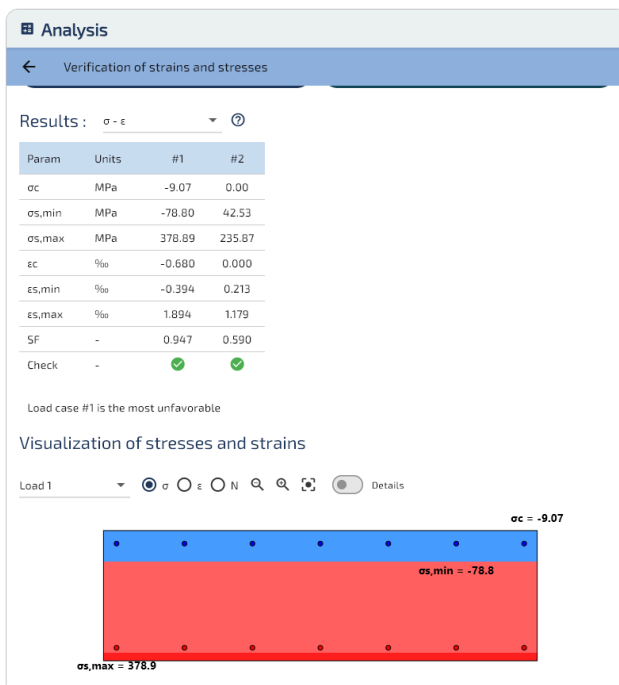 Analysis
Verification of strains and stresses
Results : σ - ε
Param Units #1 #2
σc MPa -9.07 0.00
σs,min MPa -78.80 42.53
σs,max MPa 378.89 235.87
εc ‰ -0.680 0.000
εs,min ‰ -0.394 0.213
εs,max ‰ 1.894 1.179
SF - 0.947 0.590
Check -
Load case #1 is the most unfavorable
Visualization of stresses and strains
Load 1 σ ε N Details
σc = -9.07
σs,min = -78.8
σs,max = 378.9